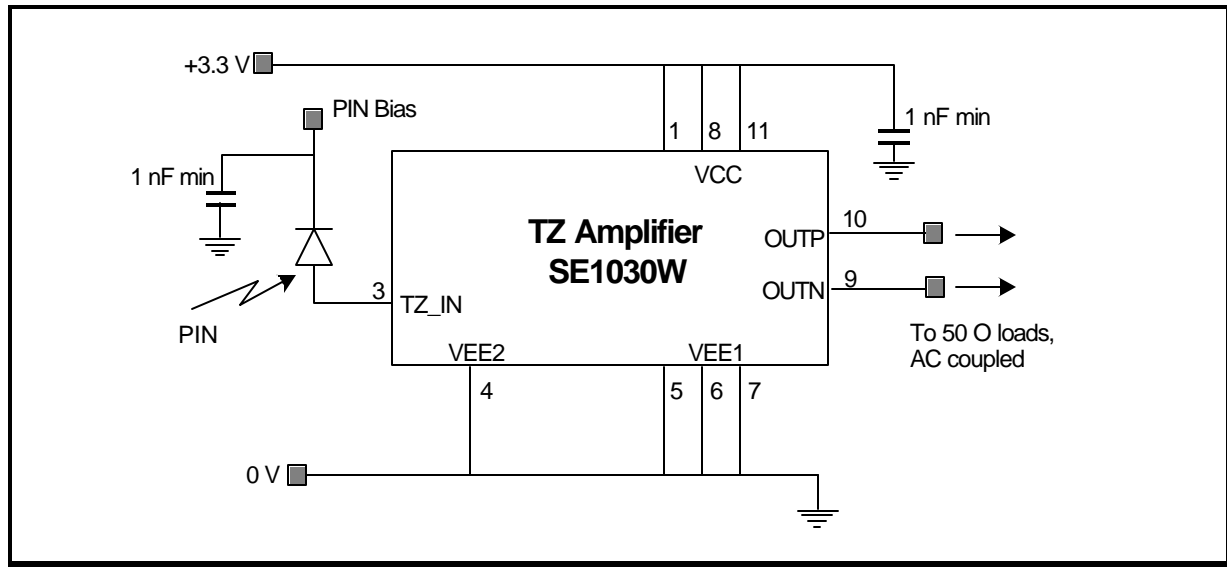 +3.3 V
PIN Bias
1 nF min
1 8 11
1 nF min
VCC
TZ Amplifier
SE1030W
OUTP
10
OUTN
9
3
TZ_IN
PIN
To 50 O loads,
AC coupled
VEE2
VEE1
4
5 6 7
0 V